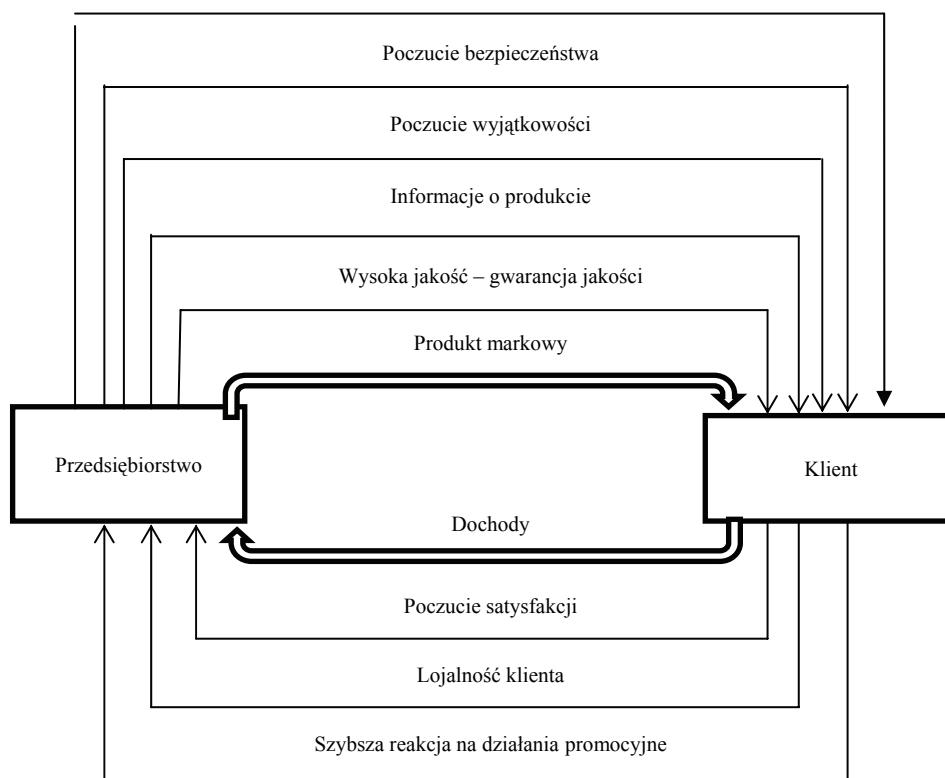 Poczucie bezpieczeństwa
Poczucie wyjątkowości
Informacje o produkcie
Wysoka jakość – gwarancja jakości
Produkt markowy
Przedsiębiorstwo
Klient
Dochody
Poczucie satysfakcji
Lojalność klienta
Szybsza reakcja na działania promocyjne